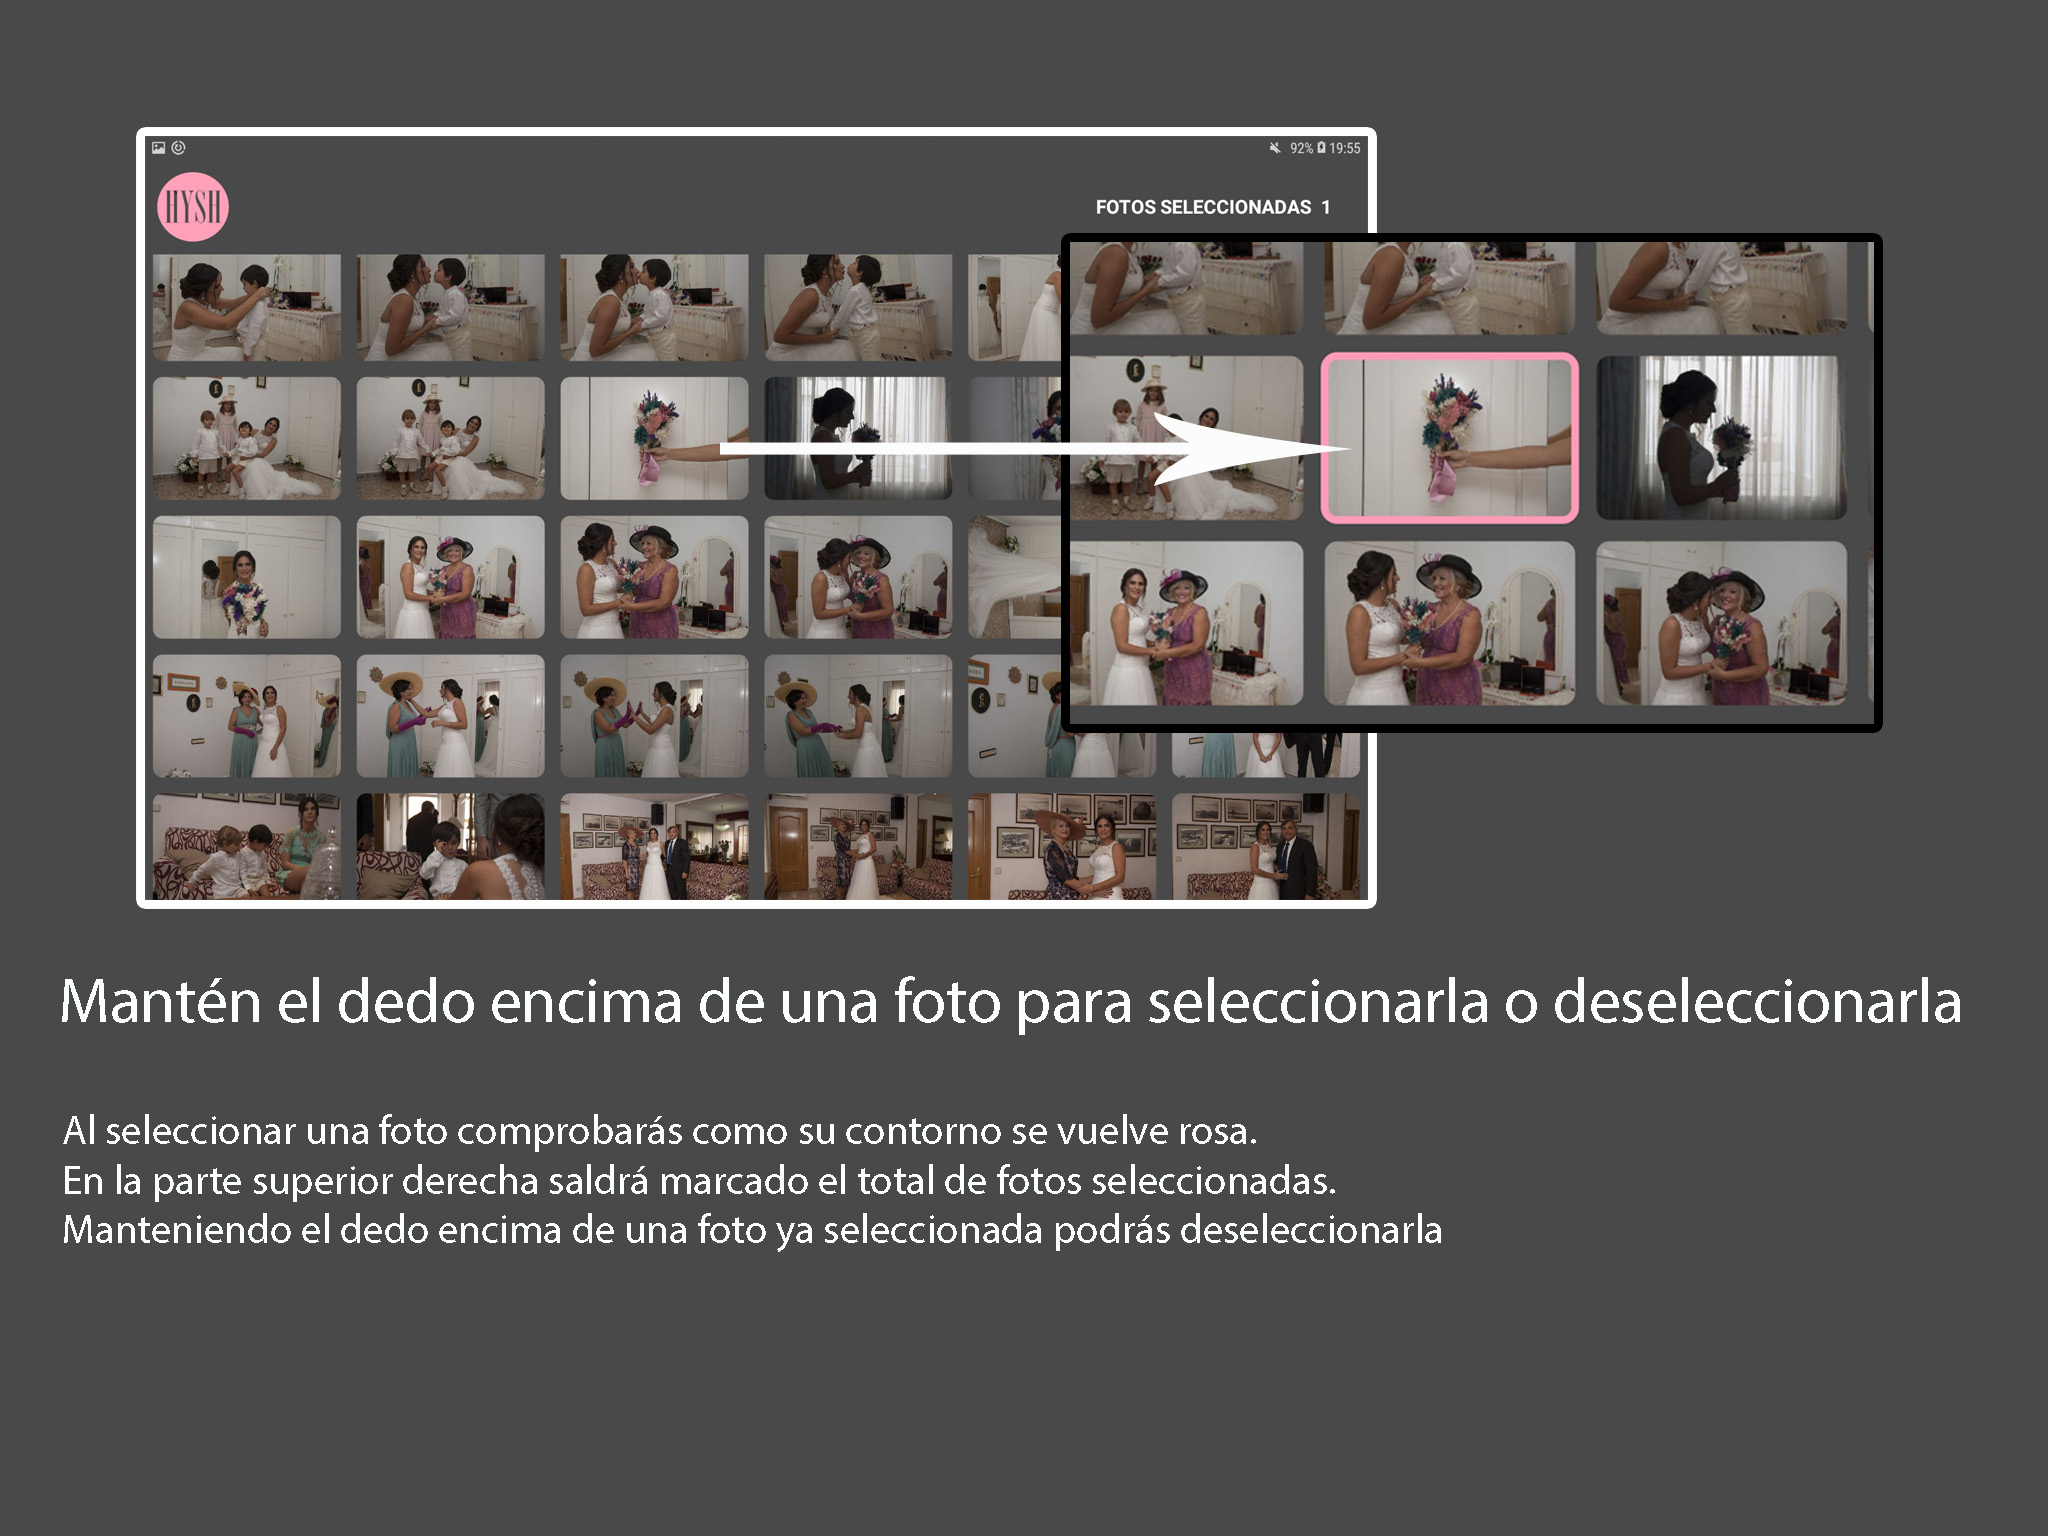 92% 19:55
HYSH
FOTOS SELECCIONADAS 1
Mantén el dedo encima de una foto para seleccionarla o deseleccionarla
Al seleccionar una foto comprobarás como su contorno se vuelve rosa.
En la parte superior derecha saldrá marcado el total de fotos seleccionadas.
Manteniendo el dedo encima de una foto ya seleccionada podrás deseleccionarla